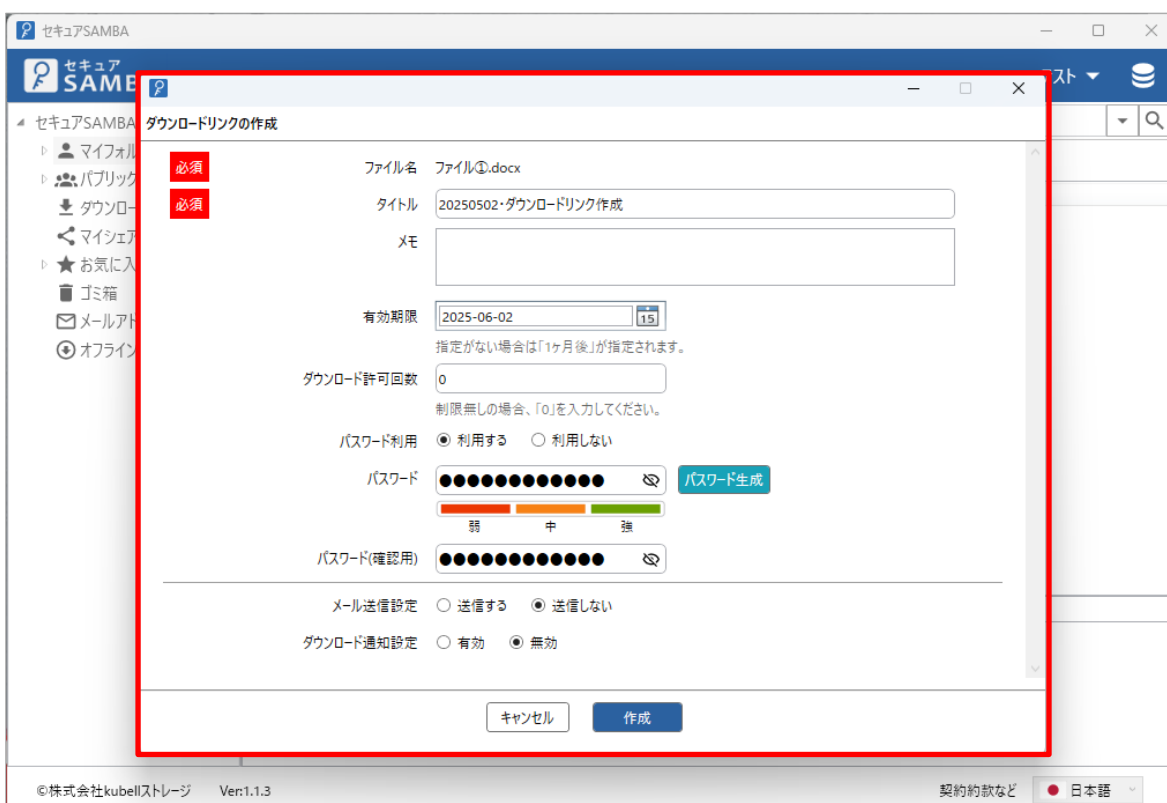 セキュアSAMBA
セキュア
SAMB
テスト
ダウンロードリンクの作成
セキュアSAMBA
マイフォル
パブリック
ダウンロー
マイシェア
お気に入
ゴミ箱
メールアド
オフライン
必須 ファイル名 ファイル①.docx
必須 タイトル 20250502・ダウンロードリンク作成
メモ
有効期限 2025-06-02 15
指定がない場合は「1ヶ月後」が指定されます。
ダウンロード許可回数 0
制限無しの場合、「0」を入力してください。
パスワード利用 利用する 利用しない
パスワード ●●●●●●●●●●●● パスワード生成
弱 中 強
パスワード(確認用) ●●●●●●●●●●●●
メール送信設定 送信する 送信しない
ダウンロード通知設定 有効 無効
キャンセル 作成
©株式会社kubellストレージ Ver:1.1.3 契約約款など 日本語